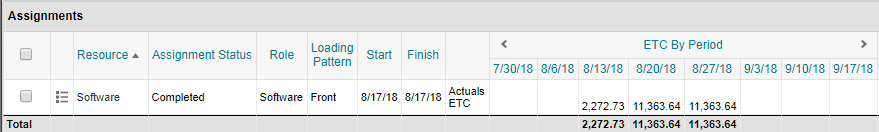 Assignments
Resource Assignment Status Role Loading Pattern Start Finish ETC By Period
7/30/18 8/6/18 8/13/18 8/20/18 8/27/18 9/3/18 9/10/18 9/17/18
Software Completed Software Front 8/17/18 8/17/18 Actuals
ETC 2,272.73 11,363.64 11,363.64
Total 2,272.73 11,363.64 11,363.64